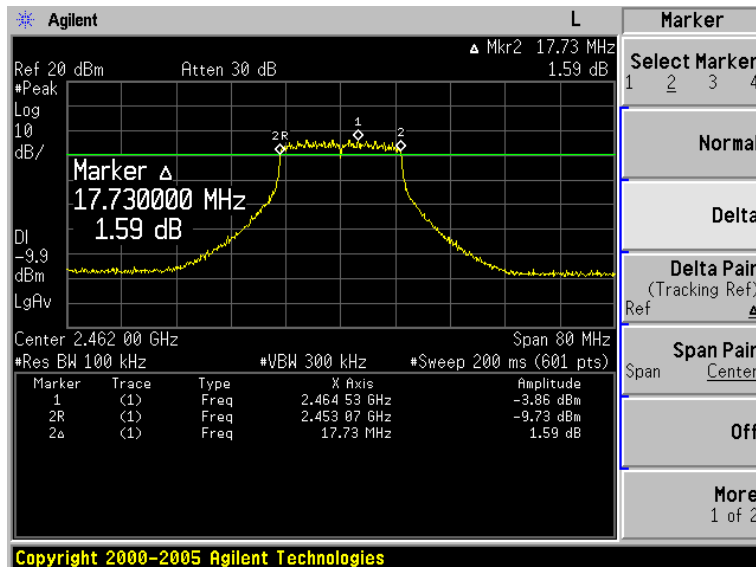 Agilent L Marker
Δ Mkr2 17.73 MHz
Ref 20 dBm Atten 30 dB 1.59 dB
#Peak
Log
10
dB/
2R 1 2
Marker Δ
17.730000 MHz
1.59 dB
DI
-9.9
dBm
LgAv
Center 2.462 00 GHz Span 80 MHz
#Res BW 100 kHz #VBW 300 kHz #Sweep 200 ms (601 pts)
Marker Trace Type X Axis Amplitude
1 (1) Freq 2.464 53 GHz -3.86 dBm
2R (1) Freq 2.453 07 GHz -9.73 dBm
2Δ (1) Freq 17.73 MHz 1.59 dB
Select Marker
1 2 3 4
Normal
Delta
Delta Pair
(Tracking Ref)
Ref Δ
Span Pair
Span Center
Off
More
1 of 2
Copyright 2000-2005 Agilent Technologies